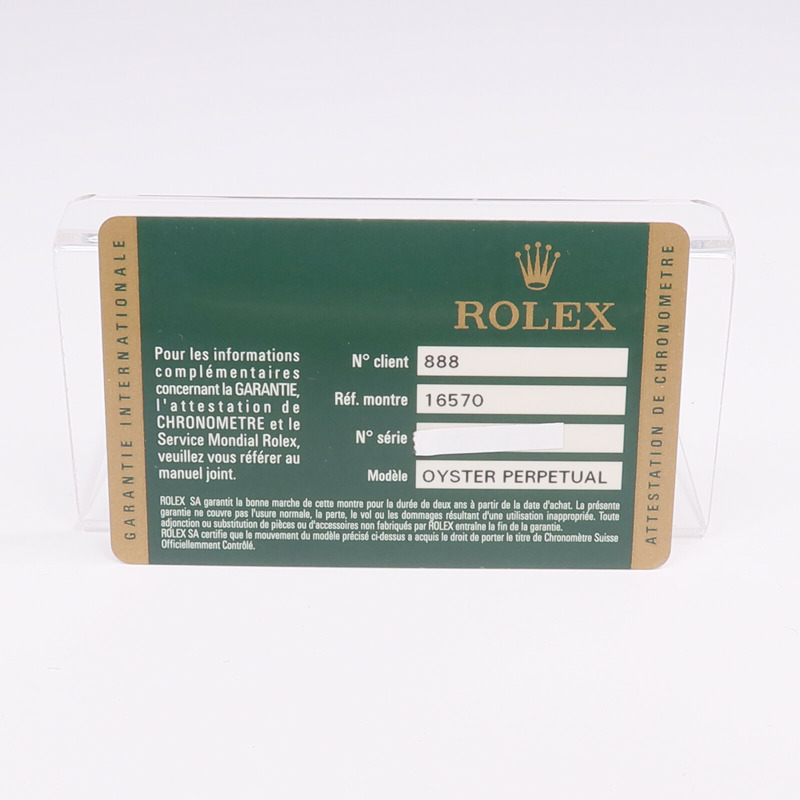 GARANTIE INTERNATIONALE
ROLEX
Pour les informations
complémentaires
concernant la GARANTIE,
l'attestation de
CHRONOMETRE et le
Service Mondial Rolex,
veuillez vous référer au
manuel joint.
N° client 888
Réf. montre 16570
N° série
Modèle OYSTER PERPETUAL
ROLEX SA garantit la bonne marche de cette montre pour la durée de deux ans à partir de la date d'achat. La présente
garantie ne couvre pas l'usure normale, la perte, le vol ou les dommages résultant d'une utilisation inappropriée. Toute
adjonction ou substitution de pièces ou d'accessoires non fabriqués par ROLEX entraîne la fin de la garantie.
ROLEX SA certifie que le mouvement du modèle précisé ci-dessus a acquis le droit de porter le titre de Chronomètre Suisse
Officiellement Contrôlé.
ATTESTATION DE CHRONOMETRE